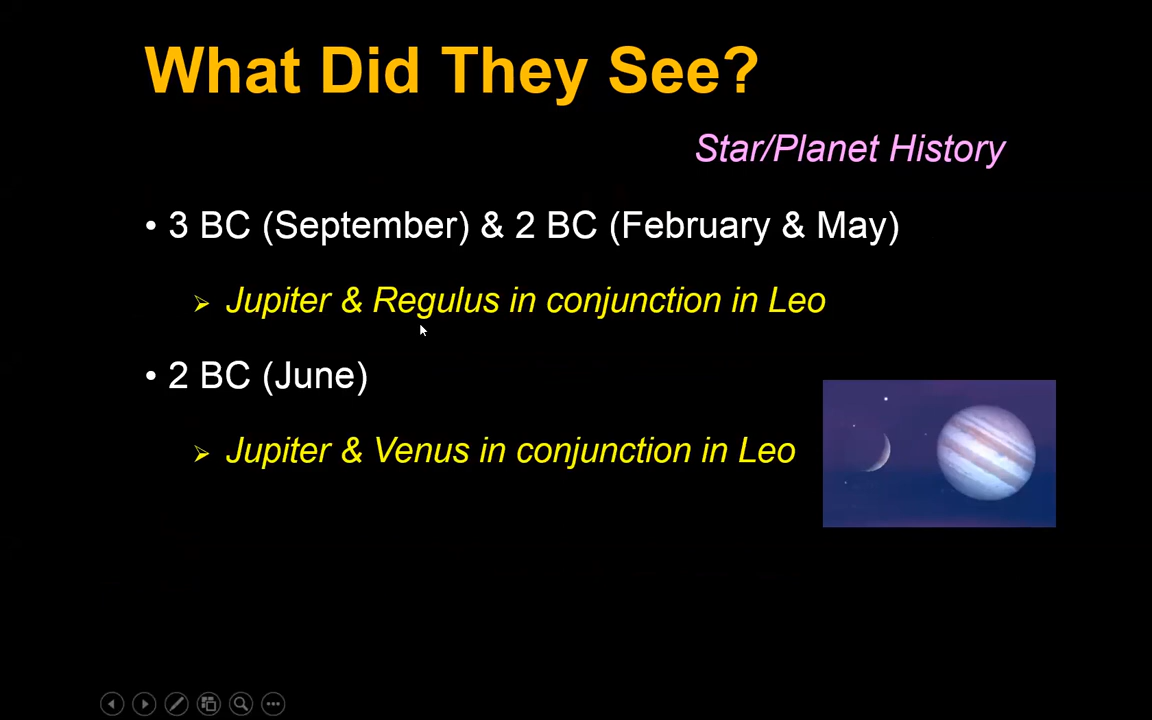 What Did They See?
Star/Planet History
• 3 BC (September) & 2 BC (February & May)
➢ Jupiter & Regulus in conjunction in Leo
• 2 BC (June)
➢ Jupiter & Venus in conjunction in Leo